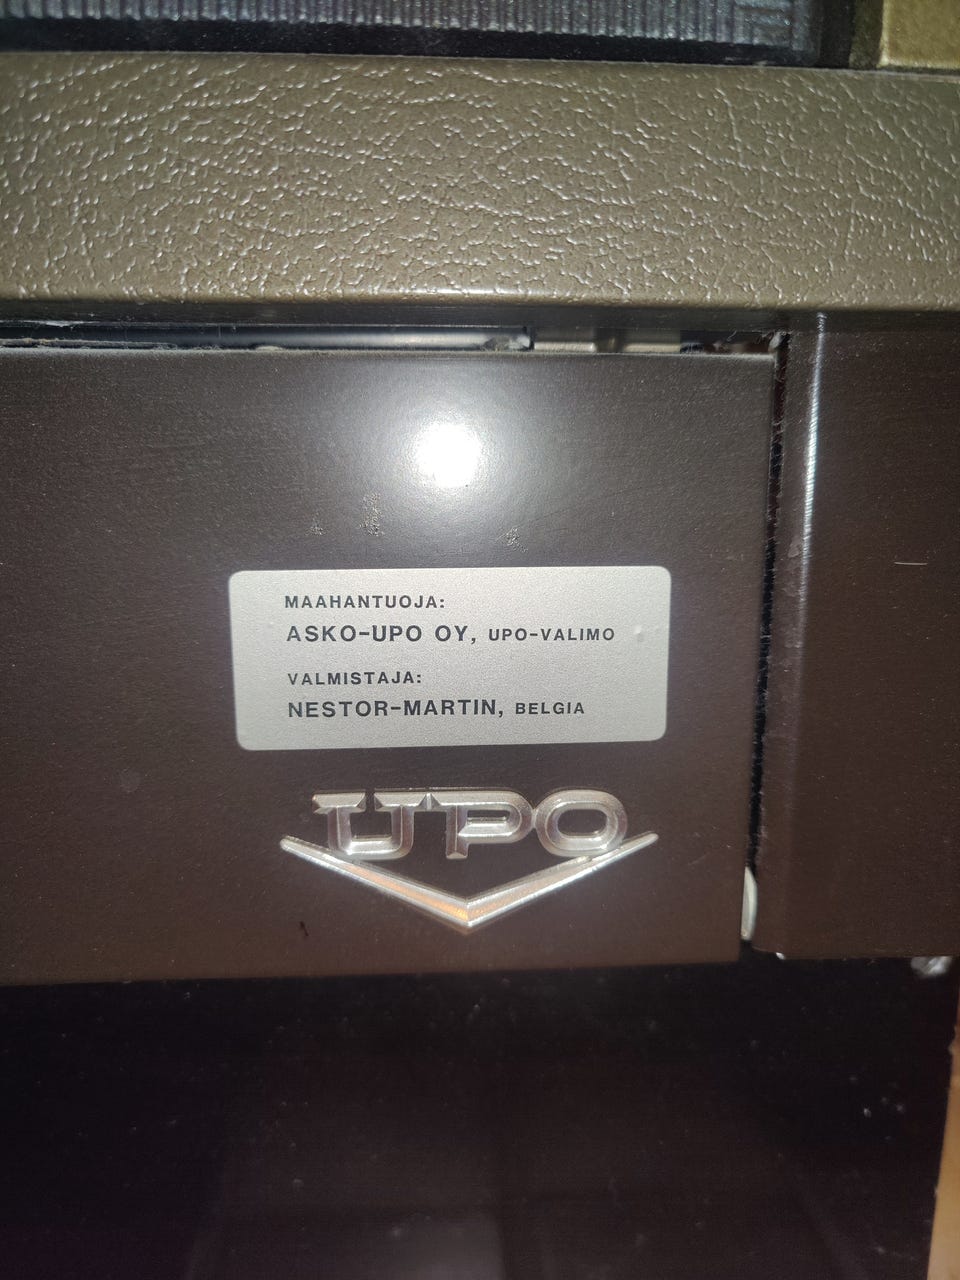 MAAHANTUOJA:
ASKO-UPO OY, UPO-VALIMO
VALMISTAJA:
NESTOR-MARTIN, BELGIA
UPO